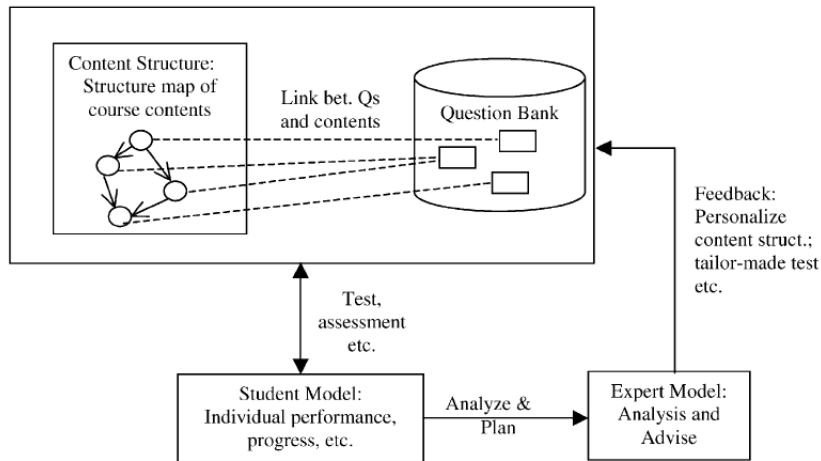 Content Structure:
Structure map of
course contents
Link bet. Qs
and contents
Question Bank
Feedback:
Personalize
content struct.;
tailor-made test
etc.
Test,
assessment
etc.
Student Model:
Individual performance,
progress, etc.
Analyze &
Plan
Expert Model:
Analysis and
Advise